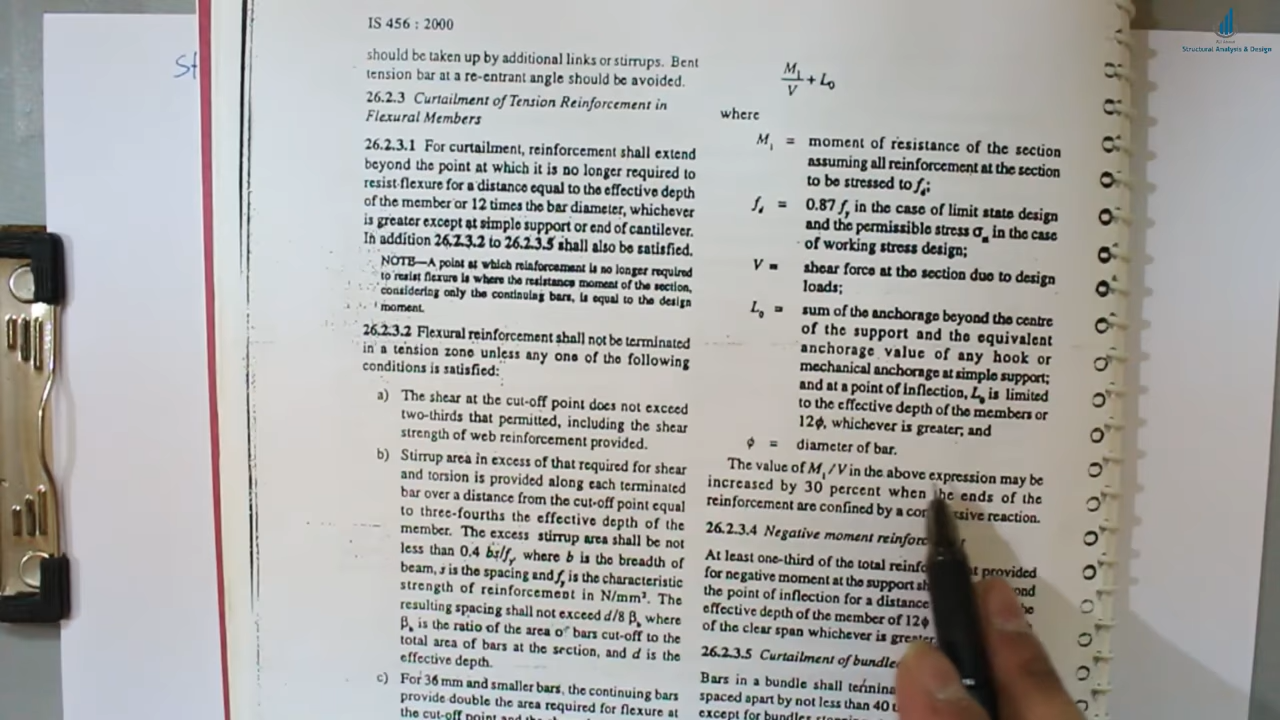 IS 456 : 2000
should be taken up by additional links or stirrups. Bent
tension bar at a re-entrant angle should be avoided.
26.2.3 Curtailment of Tension Reinforcement in
Flexural Members
26.2.3.1 For curtailment, reinforcement shall extend
beyond the point at which it is no longer required to
resist flexure for a distance equal to the effective depth
of the member or 12 times the bar diameter, whichever
is greater except at simple support or end of cantilever.
In addition 26.2.3.2 to 26.2.3.5 shall also be satisfied.
NOTE—A point at which reinforcement is no longer required
to resist flexure is where the resistance moment of the section,
considering only the continuing bars, is equal to the design
moment.
26.2.3.2 Flexural reinforcement shall not be terminated
in a tension zone unless any one of the following
conditions is satisfied:
a) The shear at the cut-off point does not exceed
two-thirds that permitted, including the shear
strength of web reinforcement provided.
b) Stirrup area in excess of that required for shear
and torsion is provided along each terminated
bar over a distance from the cut-off point equal
to three-fourths the effective depth of the
member. The excess stirrup area shall be not
less than 0.4 bs/fy, where b is the breadth of
beam, s is the spacing and fy is the characteristic
strength of reinforcement in N/mm². The
resulting spacing shall not exceed d/8 βb where
βb is the ratio of the area of bars cut-off to the
total area of bars at the section, and d is the
effective depth.
c) For 36 mm and smaller bars, the continuing bars
provide double the area required for flexure at
the cut-off point and the
M1/V + L0
where
M1 = moment of resistance of the section
assuming all reinforcement at the section
to be stressed to fd;
fd = 0.87 fy in the case of limit state design
and the permissible stress σst in the case
of working stress design;
V = shear force at the section due to design
loads;
L0 = sum of the anchorage beyond the centre
of the support and the equivalent
anchorage value of any hook or
mechanical anchorage at simple support;
and at a point of inflection, L0 is limited
to the effective depth of the members or
12φ, whichever is greater; and
φ = diameter of bar.
The value of M1/V in the above expression may be
increased by 30 percent when the ends of the
reinforcement are confined by a compressive reaction.
26.2.3.4 Negative moment
At least one-third of the total provided
for negative moment at the support
the point of inflection for a distance
effective depth of the member of 12φ
of the clear span whichever is greater.
26.2.3.5 Curtailment of
Bars in a bundle shall
spaced apart by not less than 40
except for bundles
St
Structural Analysis & Design